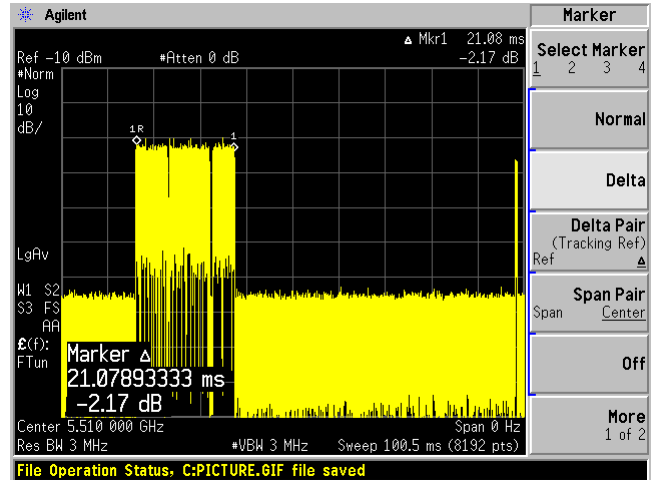 Agilent
Marker
Δ Mkr1 21.08 ms
Ref -10 dBm #Atten 0 dB -2.17 dB
#Norm
Log
10
dB/
1R
1
LgAv
W1 S2
S3 FS
AA
£(f):
FTun
Marker Δ
21.07893333 ms
-2.17 dB
Center 5.510 000 GHz Span 0 Hz
Res BW 3 MHz #VBW 3 MHz Sweep 100.5 ms (8192 pts)
File Operation Status, C:PICTURE.GIF file saved
Select Marker
1 2 3 4
Normal
Delta
Delta Pair
(Tracking Ref)
Ref Δ
Span Pair
Span Center
Off
More
1 of 2